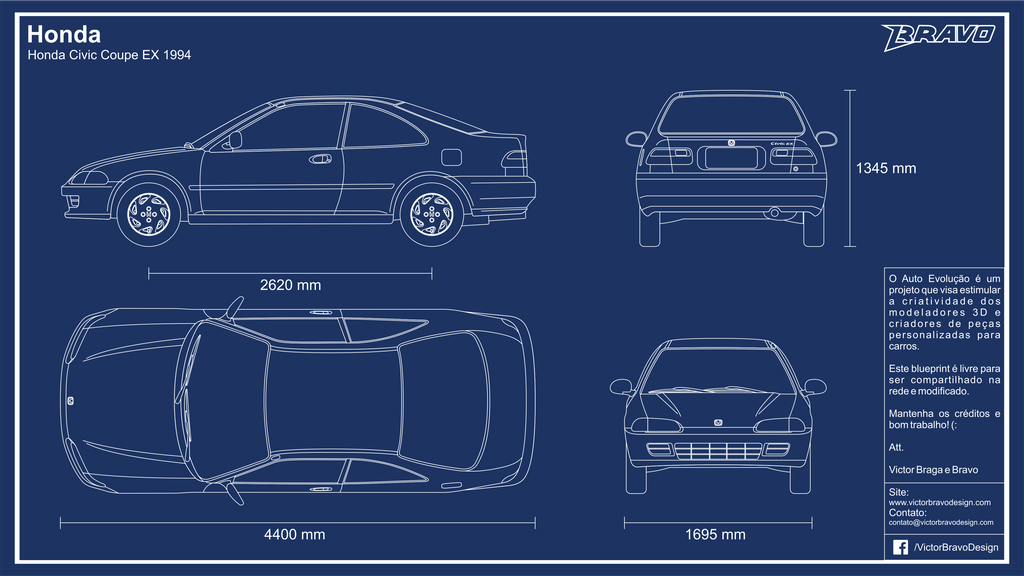 Honda
Honda Civic Coupe EX 1994
BRAVO
CIVIC EX
1345 mm
2620 mm
O Auto Evolução é um
projeto que visa estimular
a criatividade dos
modeladores 3D e
criadores de peças
personalizadas para
carros.
Este blueprint é livre para
ser compartilhado na
rede e modificado.
Mantenha os créditos e
bom trabalho! (:
Att.
Victor Braga e Bravo
Site:
www.victorbravodesign.com
Contato:
contato@victorbravodesign.com
/VictorBravoDesign
4400 mm
1695 mm